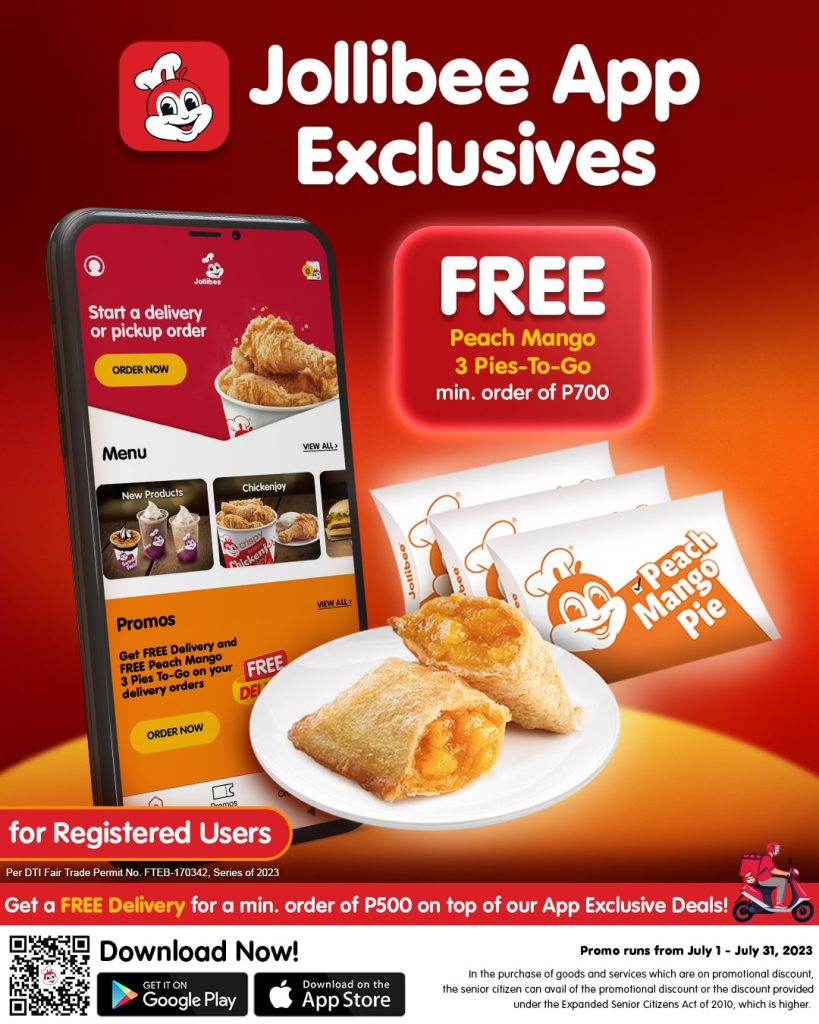 Jollibee App
Exclusives
FREE
Peach Mango
3 Pies-To-Go
min. order of P700
Jollibee
0
Start a delivery
or pickup order
ORDER NOW
Menu
VIEW ALL >
New Products
Chickenjoy
crispy
Chickenj
Promos
VIEW ALL >
Get FREE Delivery and
FREE Peach Mango
3 Pies To-Go on your
delivery orders
FREE
DEL
ORDER NOW
Promos
Jollibee
Peach
Mango
Pie
for Registered Users
Per DTI Fair Trade Permit No. FTEB-170342, Series of 2023
Get a FREE Delivery for a min. order of P500 on top of our App Exclusive Deals!
Download Now!
GET IT ON
Google Play
Download on the
App Store
Promo runs from July 1 - July 31, 2023
In the purchase of goods and services which are on promotional discount,
the senior citizen can avail of the promotional discount or the discount provided
under the Expanded Senior Citizens Act of 2010, which is higher.